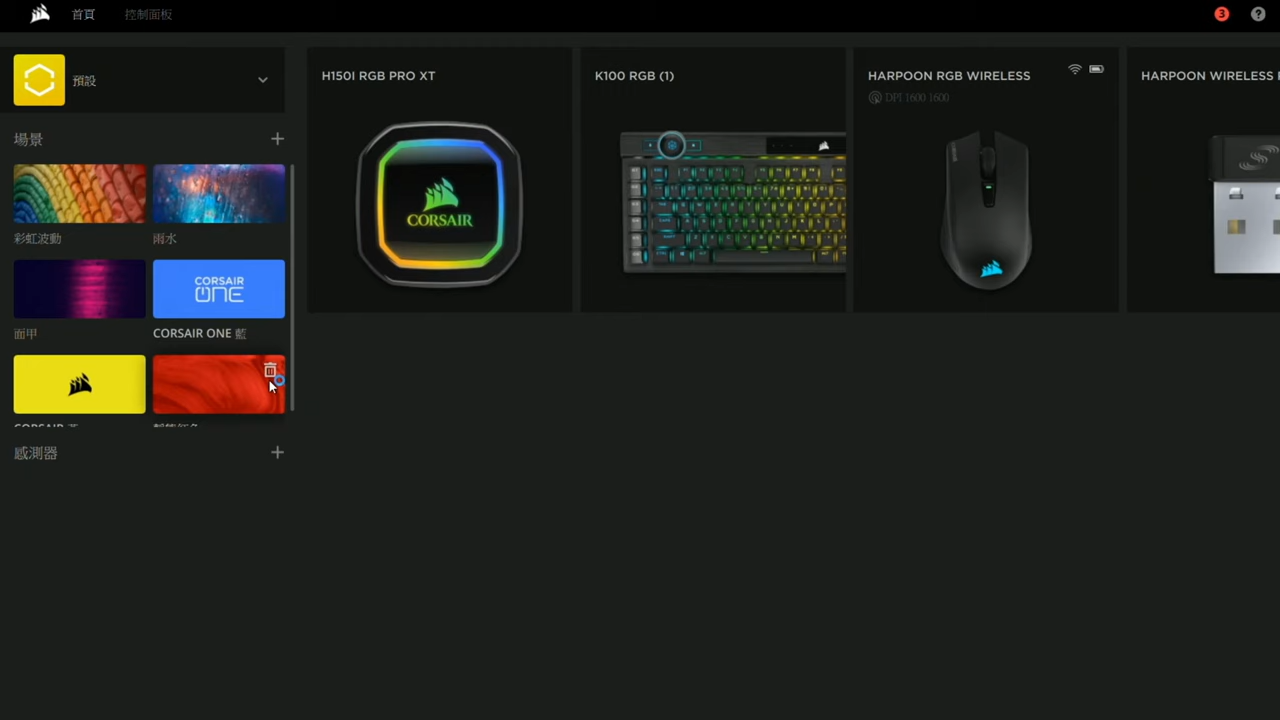 首頁 控制面板 3 ?
預設
場景
彩虹波動 雨水
CORSAIR ONE
面甲 CORSAIR ONE 藍
感測器
H150I RGB PRO XT
CORSAIR
K100 RGB (1)
HARPOON RGB WIRELESS
DPI 1600 1600
HARPOON WIRELESS